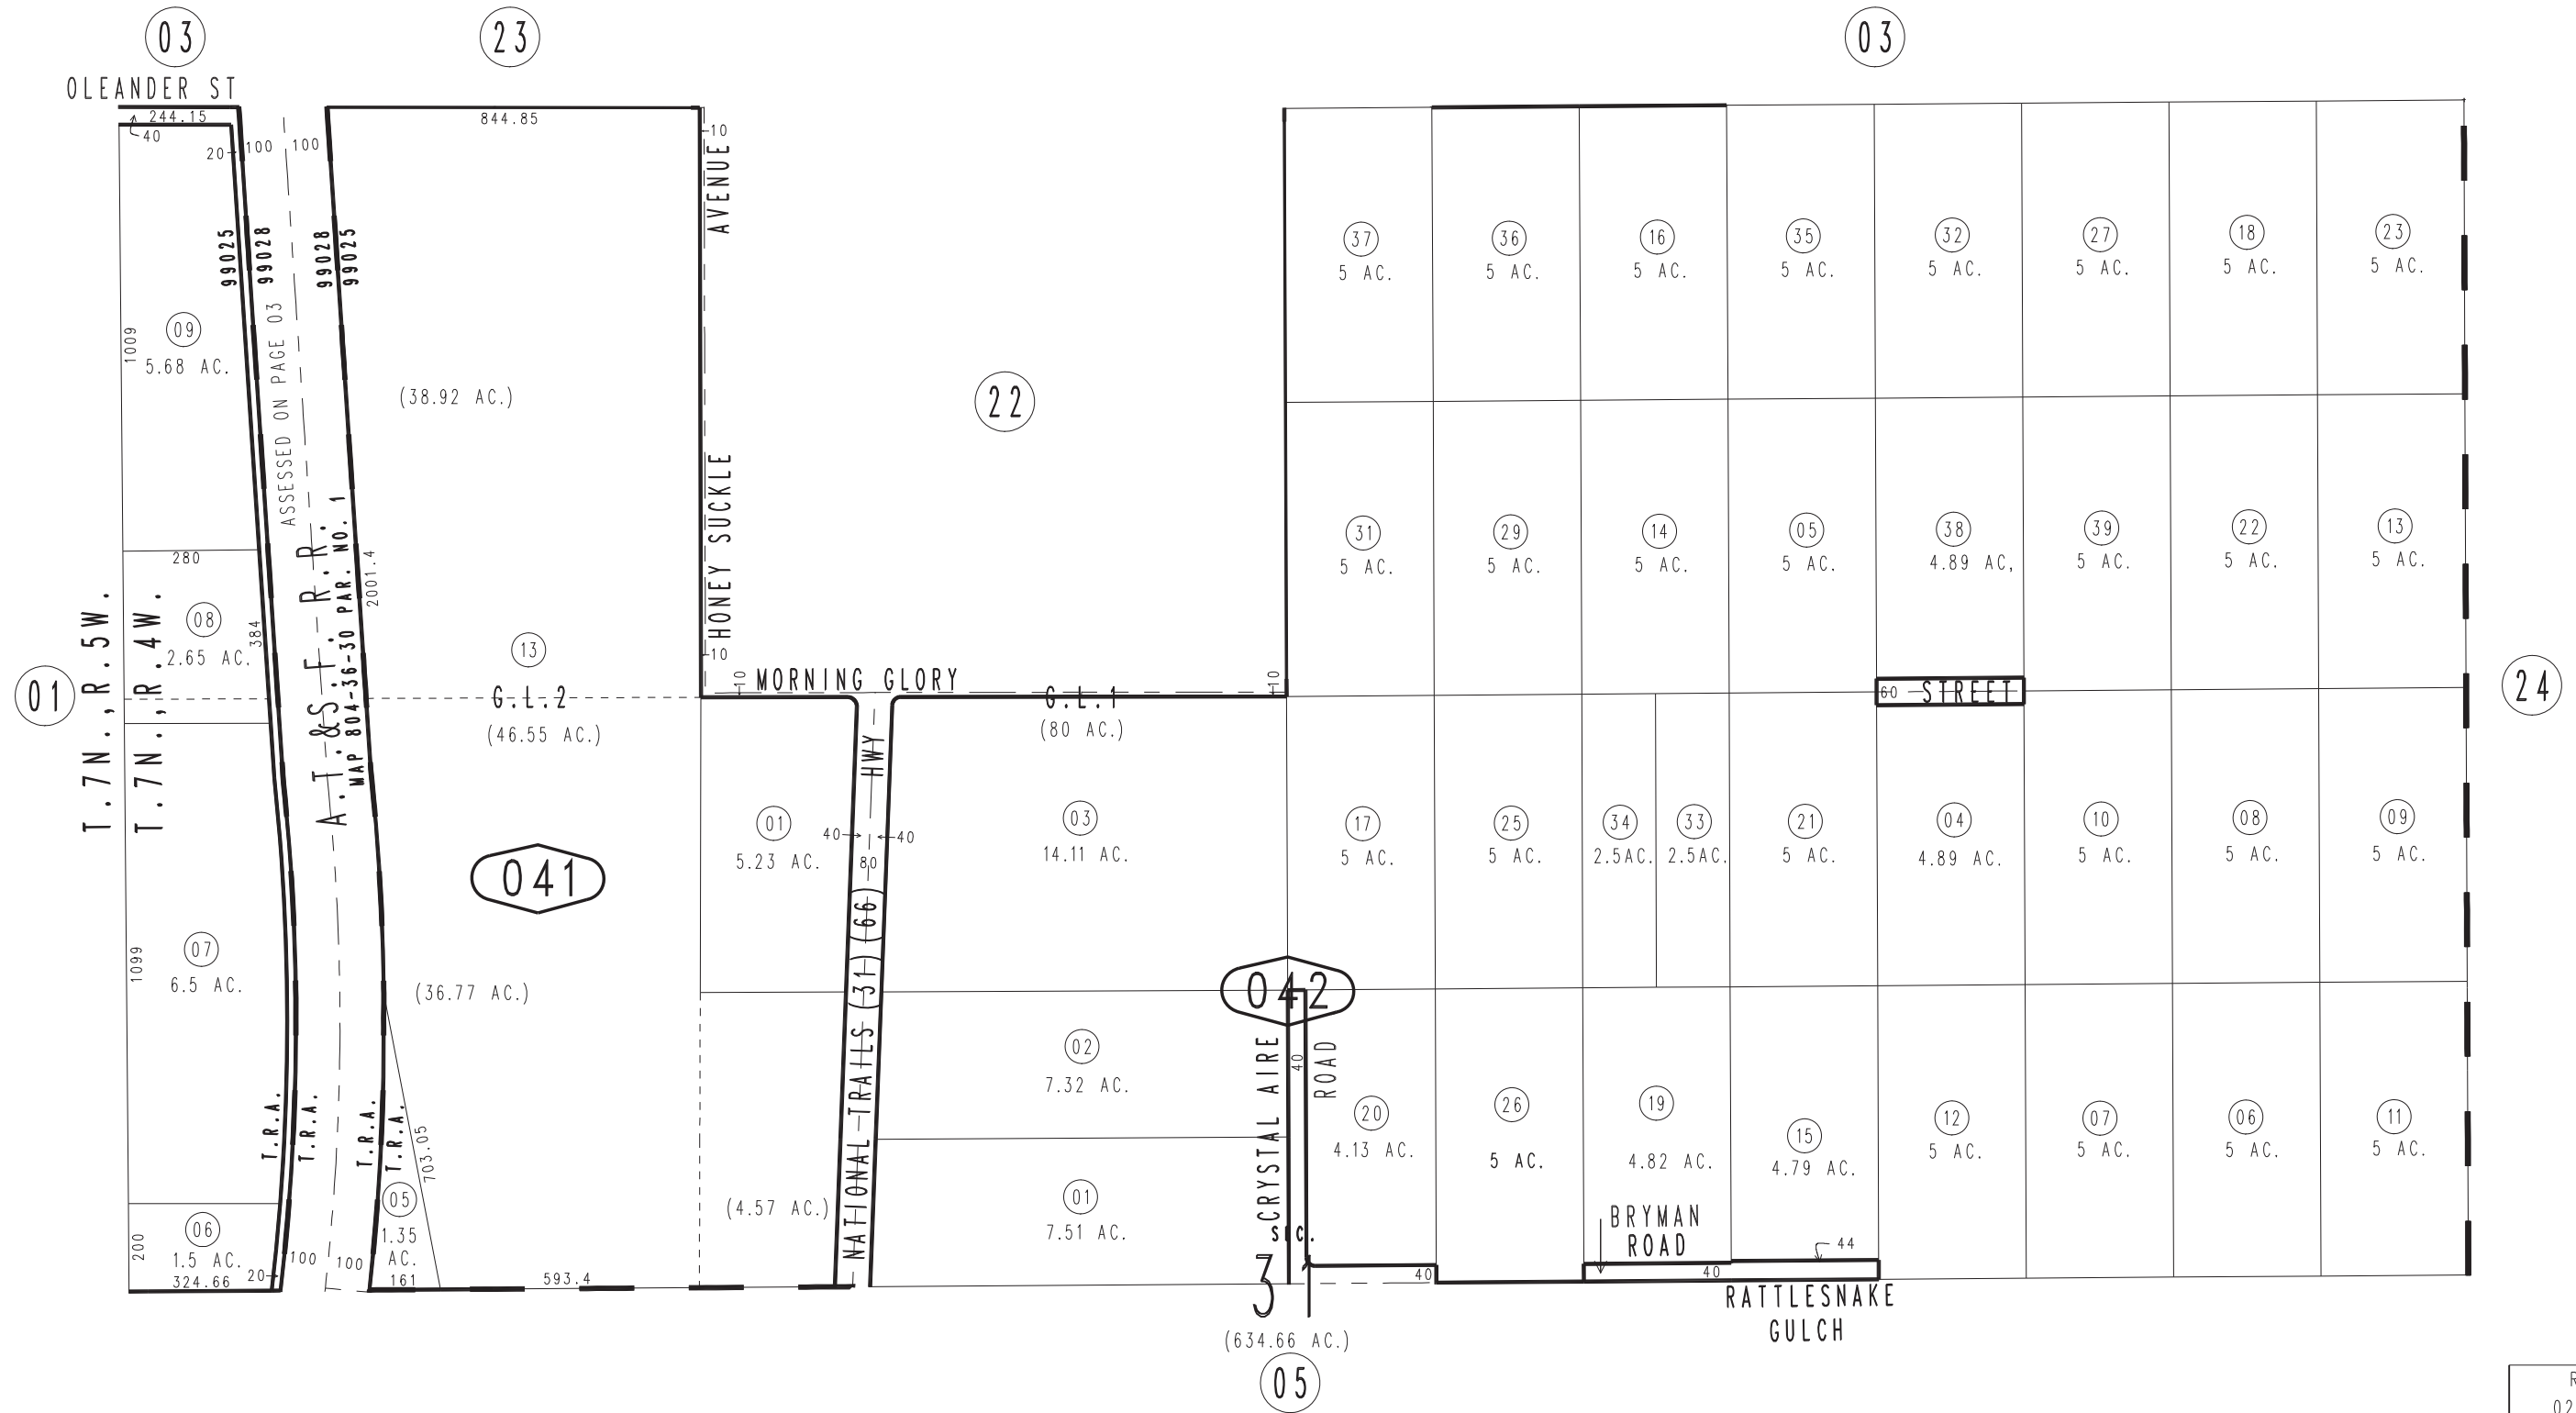 03
23
03
OLEANDER ST
244.15
40
20
100
100
844.85
10
HONEY SUCKLE AVENUE
99025
99028
99028
99025
37
5 AC.
36
5 AC.
16
5 AC.
35
5 AC.
32
5 AC.
27
5 AC.
18
5 AC.
23
5 AC.
09
5.68 AC.
1009
ASSESSED ON PAGE 03
(38.92 AC.)
22
280
08
2.65 AC.
384
A.T.&S.F.R.R.
MAP 804-36-30 PAR. NO. 1
2001.4
31
5 AC.
29
5 AC.
14
5 AC.
05
5 AC.
38
4.89 AC,
39
5 AC.
22
5 AC.
13
5 AC.
T.7N.,R.5W.
T.7N.,R.4W.
01
13
10
10
MORNING GLORY
10
60
STREET
24
G.L.2
(46.55 AC.)
G.L.1
(80 AC.)
01
5.23 AC.
40
40
80
NATIONAL TRAILS (31) (66) HWY
03
14.11 AC.
17
5 AC.
25
5 AC.
34
2.5AC.
33
2.5AC.
21
5 AC.
04
4.89 AC.
10
5 AC.
08
5 AC.
09
5 AC.
041
07
6.5 AC.
1099
(36.77 AC.)
042
02
7.32 AC.
CRYSTAL AIRE
40
ROAD
T.R.A.
T.R.A.
T.R.A.
T.R.A.
703.05
20
4.13 AC.
26
5 AC.
19
4.82 AC.
15
4.79 AC.
12
5 AC.
07
5 AC.
06
5 AC.
11
5 AC.
05
1.35
AC.
161
(4.57 AC.)
01
7.51 AC.
06
1.5 AC.
200
324.66
20
100
100
593.4
SEC.
3
(634.66 AC.)
40
BRYMAN
ROAD
44
40
RATTLESNAKE
GULCH
05
R
02